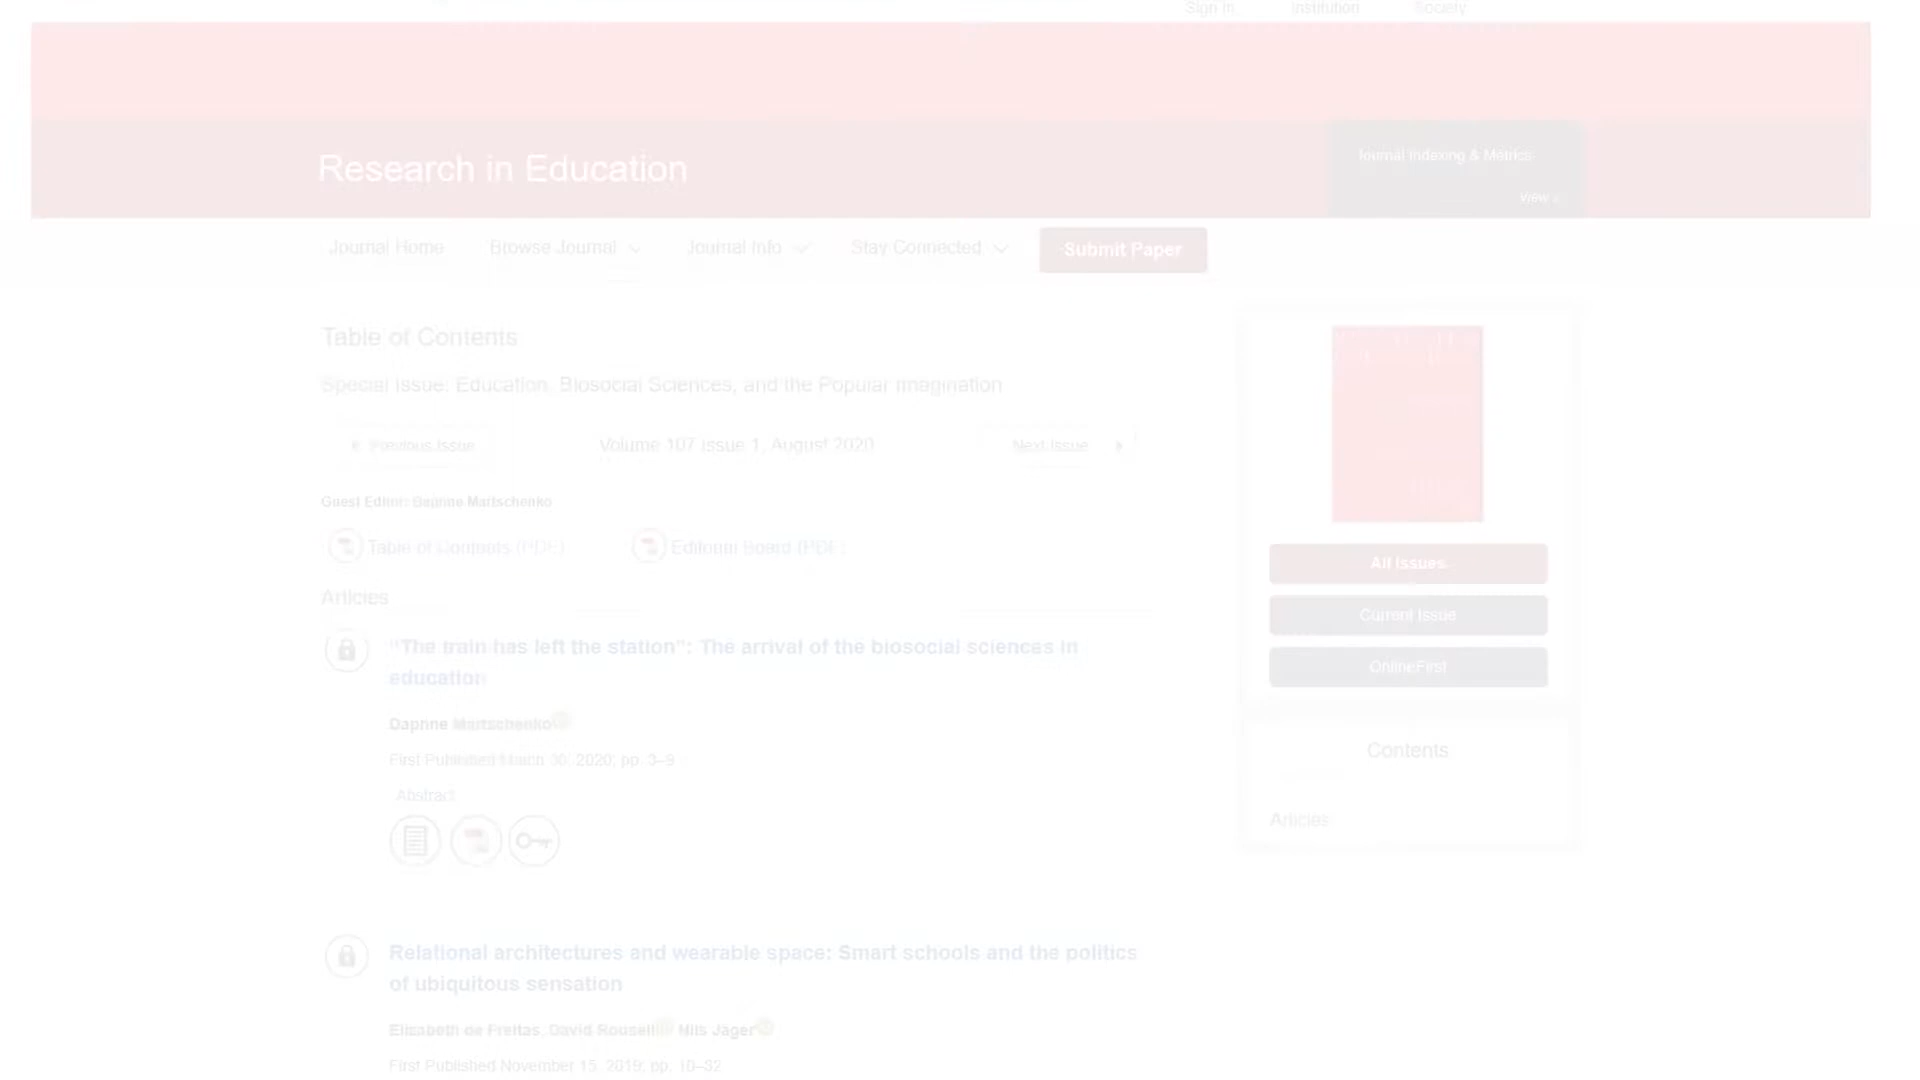 Sign In
Institution
Society
Research in Education
Journal Indexing & Metrics
View »
Journal Home
Browse Journal
Journal Info
Stay Connected
Submit Paper
Table of Contents
Special Issue: Education, Biosocial Sciences, and the Popular Imagination
Previous Issue
Volume 107 Issue 1, August 2020
Next Issue
Guest Editor: Daphne Martschenko
Table of Contents (PDF)
Editorial Board (PDF)
Articles
"The train has left the station": The arrival of the biosocial sciences in
education
Daphne Martschenko
First Published March 30, 2020; pp. 3–9
Abstract
Relational architectures and wearable space: Smart schools and the politics
of ubiquitous sensation
Elizabeth de Freitas, David Rousell, Nils Jäger
First Published November 15, 2019; pp. 10–32
All Issues
Current Issue
OnlineFirst
Contents
Articles